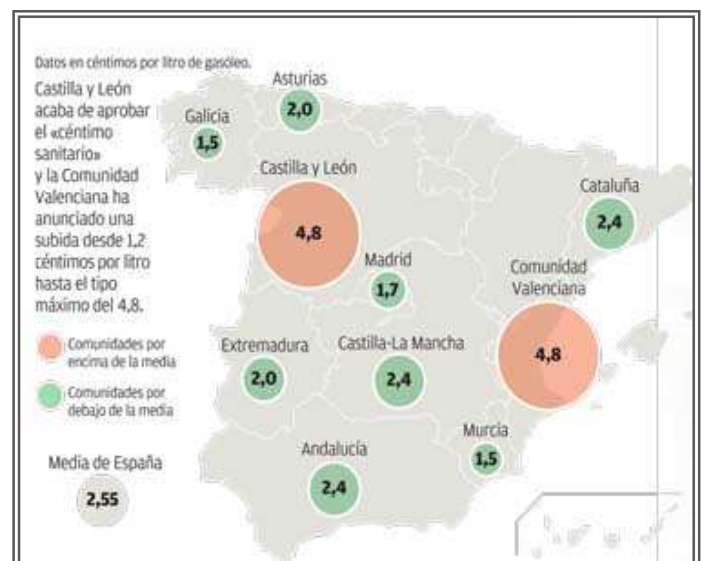 Datos en céntimos por litro de gasóleo.
Castilla y León
acaba de aprobar
el «céntimo
sanitario»
y la Comunidad
Valenciana ha
anunciado una
subida desde 1,2
céntimos por litro
hasta el tipo
máximo del 4,8.
Comunidades por
encima de la media
Comunidades por
debajo de la media
Media de España
2,55
Asturias
2,0
Galicia
1,5
Castilla y León
4,8
Cataluña
2,4
Madrid
1,7
Comunidad
Valenciana
4,8
Extremadura
2,0
Castilla-La Mancha
2,4
Murcia
1,5
Andalucía
2,4